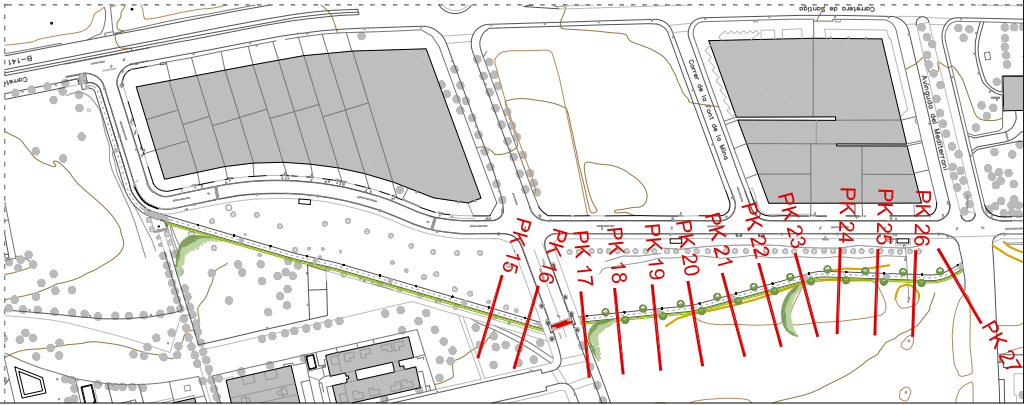 Carretera de Santiga
B-141
Carrer de la Font de la Mina
Avinguda del Mediterrani
PK 15
PK 16
PK 17
PK 18
PK 19
PK 20
PK 21
PK 22
PK 23
PK 24
PK 25
PK 26
PK 27